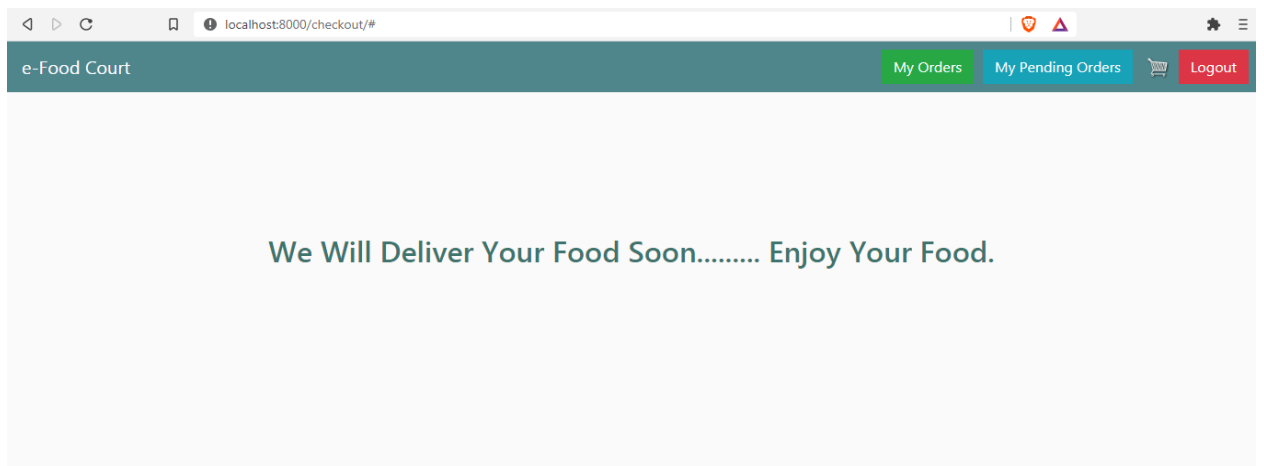 localhost:8000/checkout/#
e-Food Court My Orders My Pending Orders Logout
We Will Deliver Your Food Soon......... Enjoy Your Food.